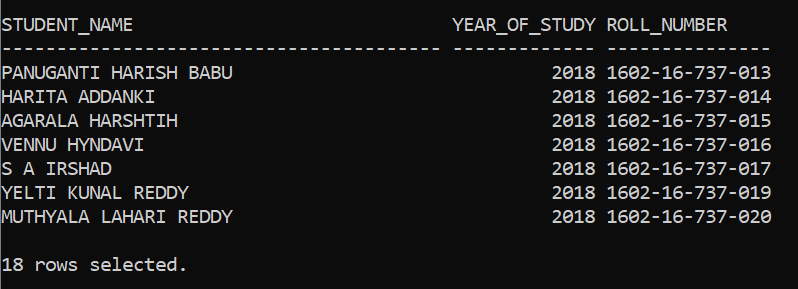 STUDENT_NAME YEAR_OF_STUDY ROLL_NUMBER
---------------------------------------- ------------- ---------------
PANUGANTI HARISH BABU 2018 1602-16-737-013
HARITA ADDANKI 2018 1602-16-737-014
AGARALA HARSHTIH 2018 1602-16-737-015
VENNU HYNDAVI 2018 1602-16-737-016
S A IRSHAD 2018 1602-16-737-017
YELTI KUNAL REDDY 2018 1602-16-737-019
MUTHYALA LAHARI REDDY 2018 1602-16-737-020
18 rows selected.